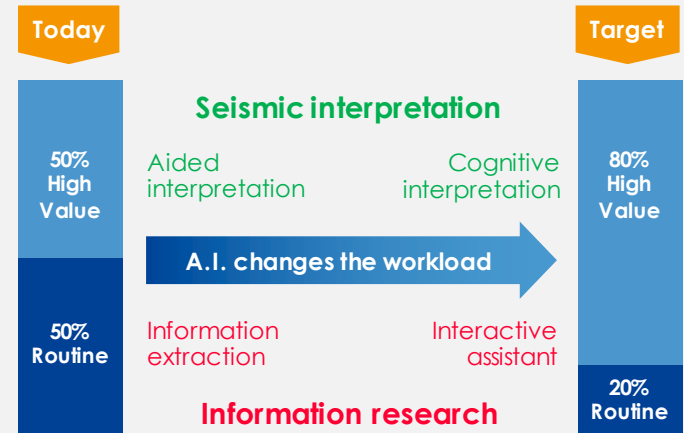 Today
Target
Seismic interpretation
50%
High
Value
Aided
interpretation
Cognitive
interpretation
80%
High
Value
A.I. changes the workload
50%
Routine
Information
extraction
Interactive
assistant
20%
Routine
Information research